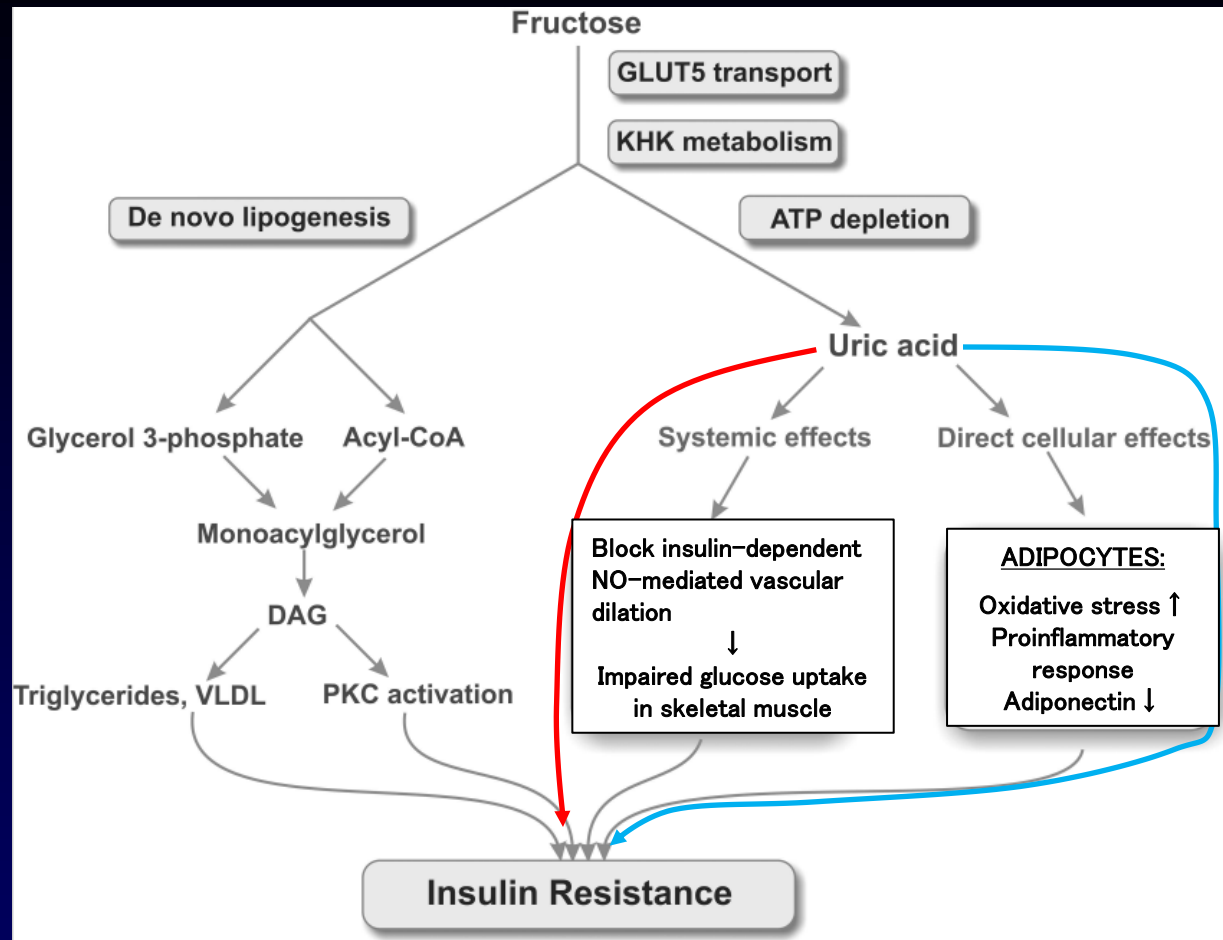 Fructose
GLUT5 transport
KHK metabolism
De novo lipogenesis
ATP depletion
Uric acid
Glycerol 3-phosphate
Acyl-CoA
Systemic effects
Direct cellular effects
Monoacylglycerol
DAG
Triglycerides, VLDL
PKC activation
Block insulin-dependent
NO-mediated vascular
dilation
↓
Impaired glucose uptake
in skeletal muscle
ADIPOCYTES:
Oxidative stress ↑
Proinflammatory
response
Adiponectin ↓
Insulin Resistance